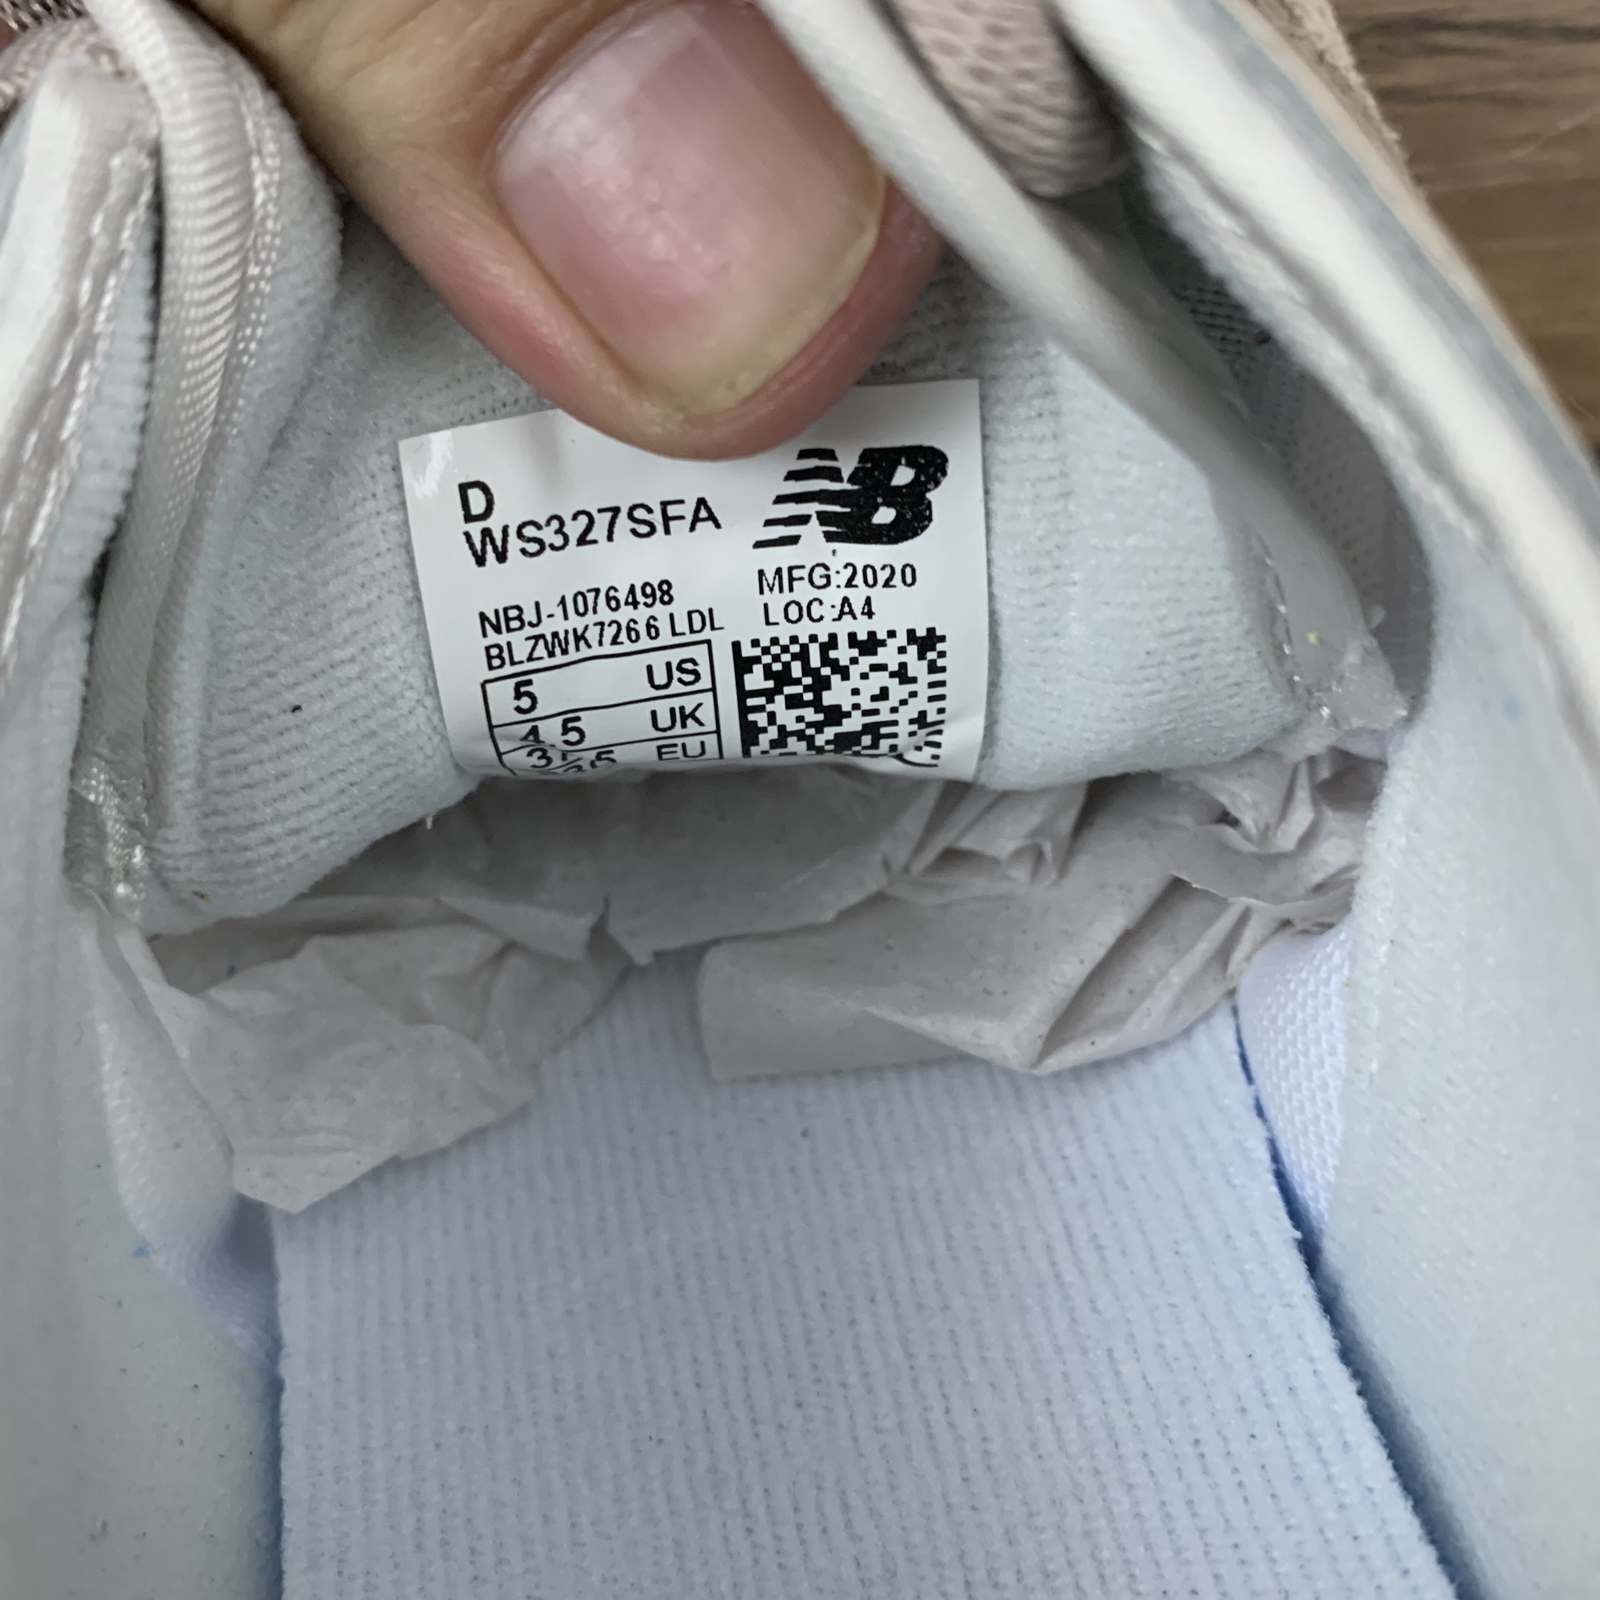 D
WS327SFA
NB
MFG:2020
LOC:A4
NBJ-1076498
BLZWK7266 LDL
5 US
4.5 UK
EU